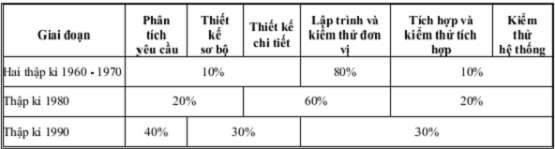 Giai đoạn | Phân tích yêu cầu | Thiết kế sơ bộ | Thiết kế chi tiết | Lập trình và kiểm thử đơn vị | Tích hợp và kiểm thử tích hợp | Kiểm thử hệ thống
Hai thập kỉ 1960 - 1970 | 10% | 80% | 10%
Thập kỉ 1980 | 20% | 60% | 20%
Thập kỉ 1990 | 40% | 30% | 30%